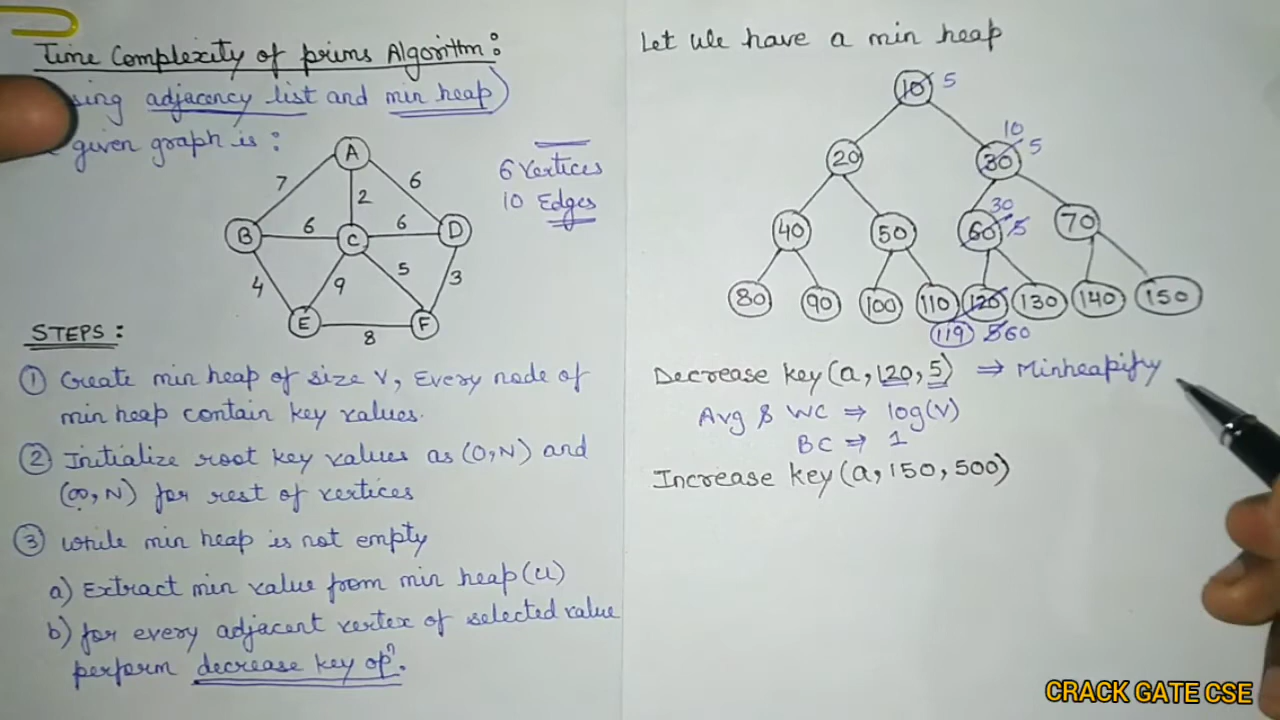 Time Complexity of prims Algorithm:
sing adjacency list and min heap)
given graph is:
A
7
2
6
6 Vertices
10 Edges
B
6
C
6
D
4
9
5
3
E
8
F
STEPS:
① Create min heap of size V, Every node of
min heap contain key values.
② Initialize root key values as (0,N) and
(∞,N) for rest of vertices
③ While min heap is not empty
a) Extract min value from min heap(u)
b) for every adjacent vertex of selected value
perform decrease key opⁿ.
Let We have a min heap
10 5
10
20 30 5
30
40 50 60 5 70
80 90 100 110 120 130 140 150
119 5 60
Decrease key(a,120,5) ⇒ Minheapify
Avg & WC ⇒ log(V)
BC ⇒ 1
Increase key(a,150,500)
CRACK GATE CSE